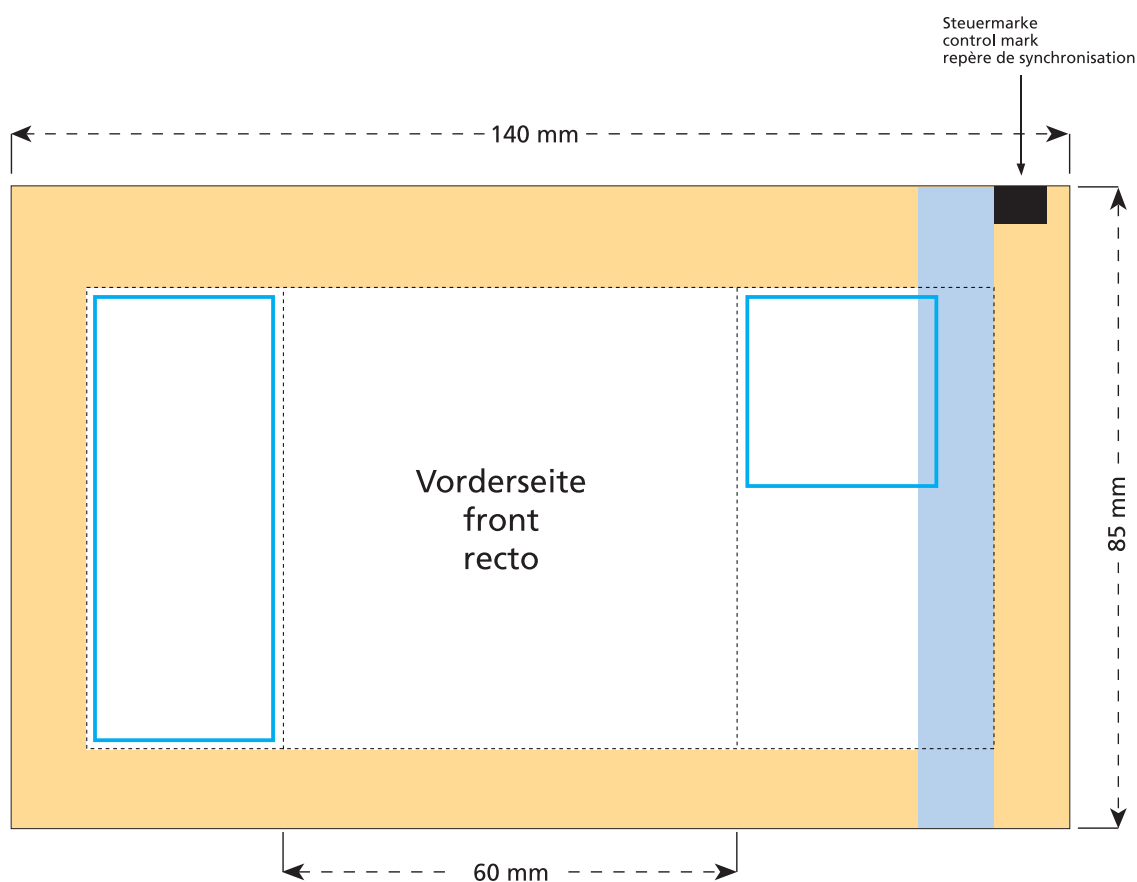 Steuermarke
control mark
repère de synchronisation
140 mm
Vorderseite
front
recto
85 mm
60 mm